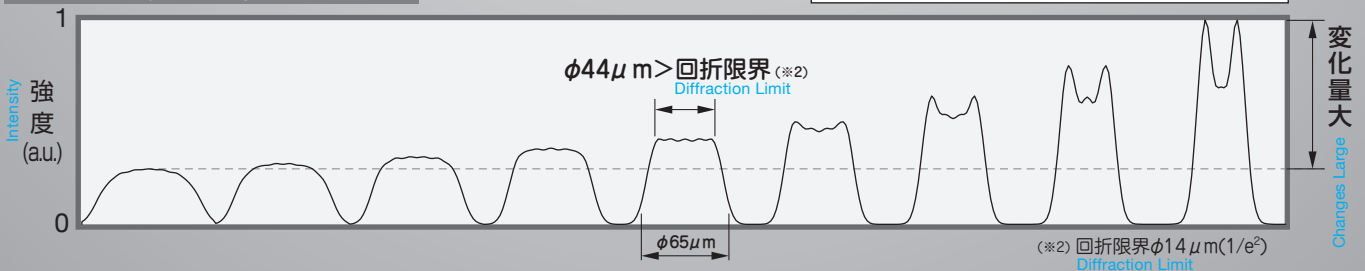 1
強度
Intensity
(a.u.)
0
φ44μm>回折限界(※2)
Diffraction Limit
φ65μm
変化量大
Changes Large
(※2) 回折限界φ14μm(1/e²)
Diffraction Limit